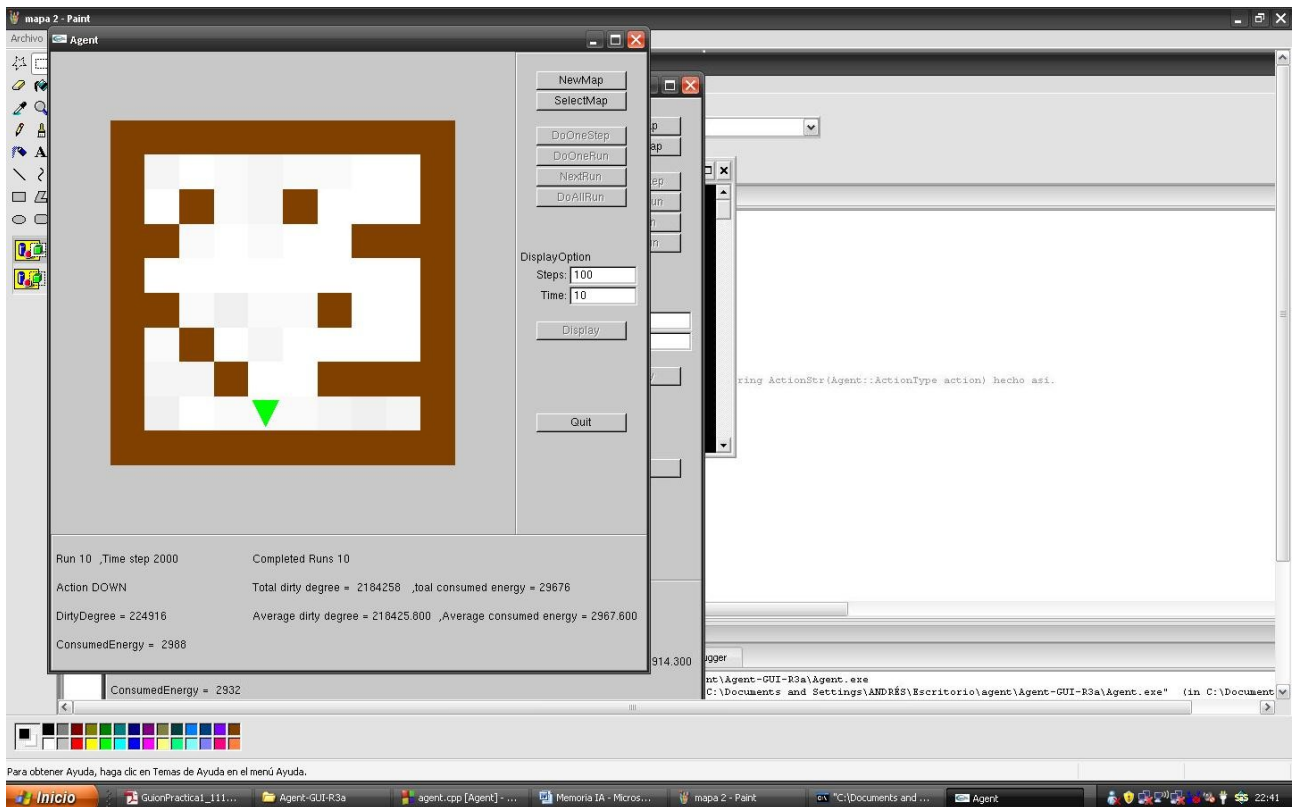 mapa 2 - Paint
Archivo
Agent
NewMap
SelectMap
DoOneStep
DoOneRun
NextRun
DoAllRun
DisplayOption
Steps: 100
Time: 10
Display
Quit
Run 10 ,Time step 2000
Completed Runs 10
Action DOWN
Total dirty degree = 2184258 ,toal consumed energy = 29676
DirtyDegree = 224916
Average dirty degree = 218425.800 ,Average consumed energy = 2967.600
ConsumedEnergy = 2988
p
ap
ep
un
n
un
914.300
ConsumedEnergy = 2932
ring ActionStr(Agent::ActionType action) hecho así.
ugger
nt\Agent-GUI-R3a\Agent.exe
C:\Documents and Settings\ANDRÉS\Escritorio\agent\Agent-GUI-R3a\Agent.exe" (in C:\Document
Para obtener Ayuda, haga clic en Temas de Ayuda en el menú Ayuda.
Inicio
GuionPractica1_111...
Agent-GUI-R3a
agent.cpp [Agent] - ...
Memoria IA - Micros...
mapa 2 - Paint
"C:\Documents and ...
Agent
22:41